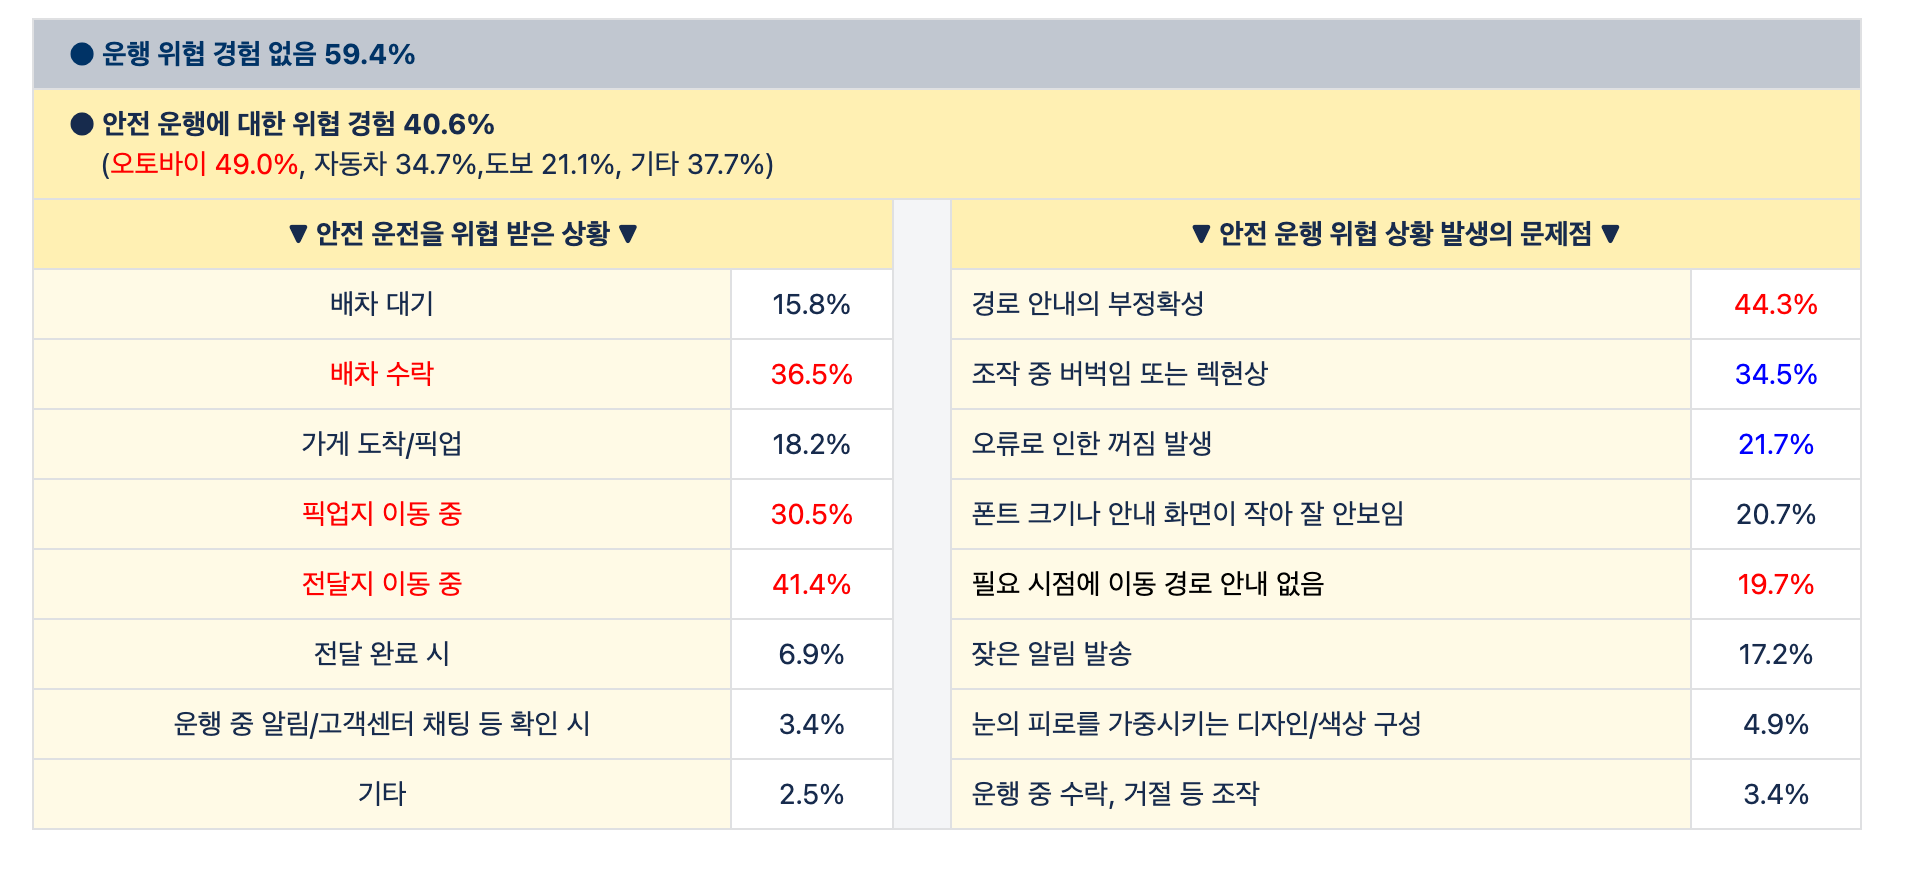 ● 운행 위협 경험 없음 59.4%
● 안전 운행에 대한 위협 경험 40.6%
(오토바이 49.0%, 자동차 34.7%,도보 21.1%, 기타 37.7%)
▼ 안전 운전을 위협 받은 상황 ▼
배차 대기 15.8%
배차 수락 36.5%
가게 도착/픽업 18.2%
픽업지 이동 중 30.5%
전달지 이동 중 41.4%
전달 완료 시 6.9%
운행 중 알림/고객센터 채팅 등 확인 시 3.4%
기타 2.5%
▼ 안전 운행 위협 상황 발생의 문제점 ▼
경로 안내의 부정확성 44.3%
조작 중 버벅임 또는 렉현상 34.5%
오류로 인한 꺼짐 발생 21.7%
폰트 크기나 안내 화면이 작아 잘 안보임 20.7%
필요 시점에 이동 경로 안내 없음 19.7%
잦은 알림 발송 17.2%
눈의 피로를 가중시키는 디자인/색상 구성 4.9%
운행 중 수락, 거절 등 조작 3.4%